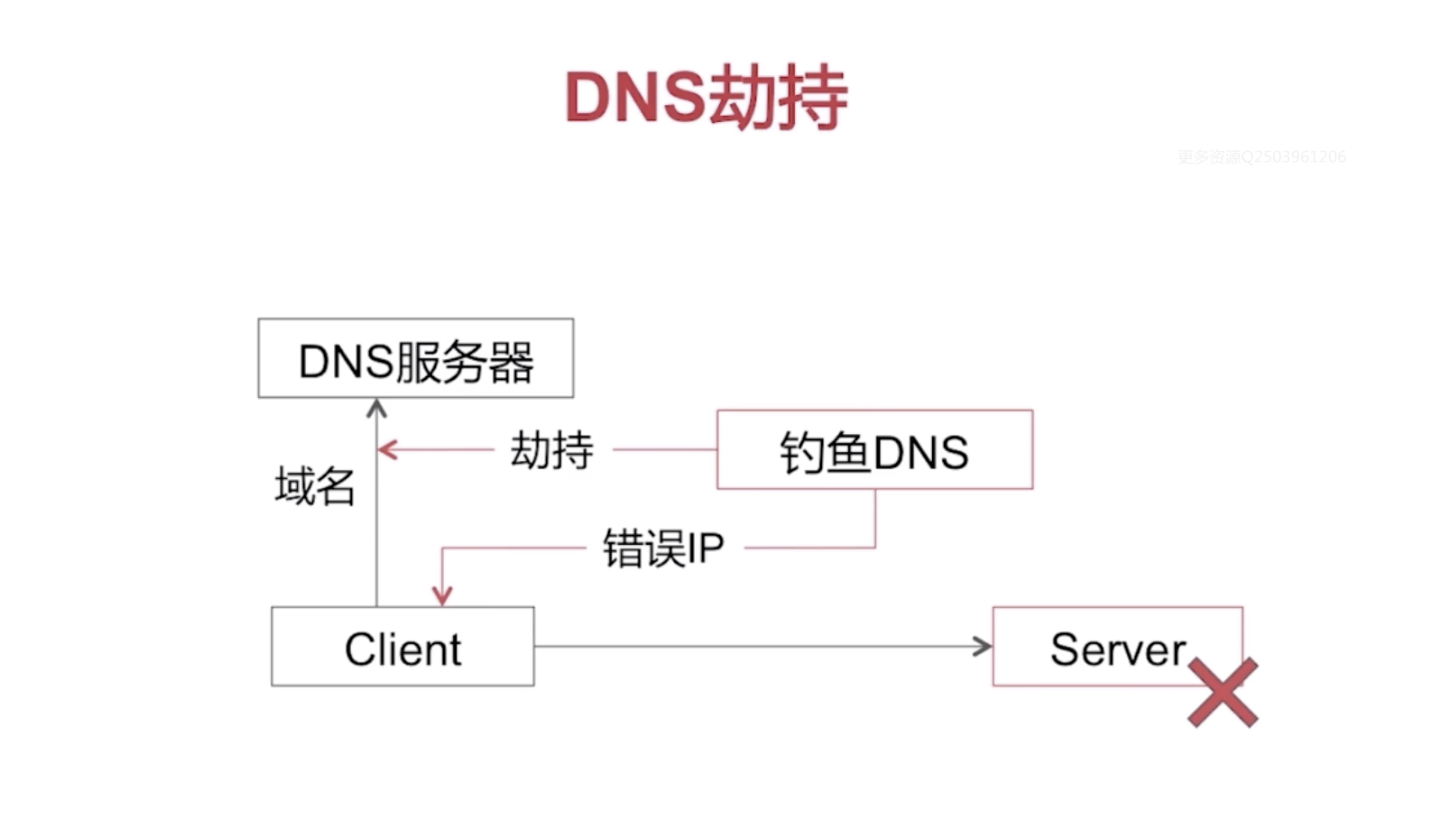 DNS劫持
更多资源Q2503961206
DNS服务器
劫持
钓鱼DNS
域名
错误IP
Client
Server